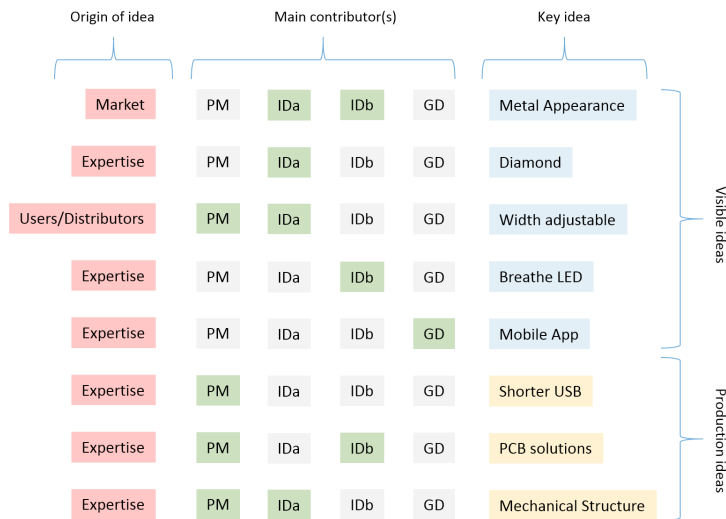 Origin of idea Main contributor(s) Key idea
Market PM IDa IDb GD Metal Appearance
Expertise PM IDa IDb GD Diamond
Users/Distributors PM IDa IDb GD Width adjustable
Expertise PM IDa IDb GD Breathe LED
Expertise PM IDa IDb GD Mobile App
Visible ideas
Expertise PM IDa IDb GD Shorter USB
Expertise PM IDa IDb GD PCB solutions
Expertise PM IDa IDb GD Mechanical Structure
Production ideas